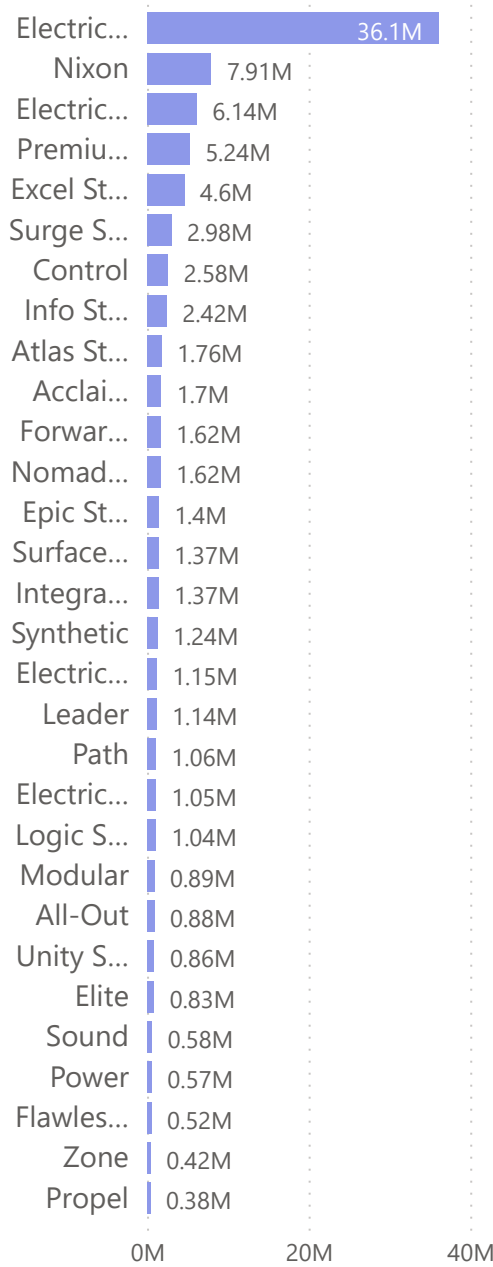 Electric... 36.1M
Nixon 7.91M
Electric... 6.14M
Premiu... 5.24M
Excel St... 4.6M
Surge S... 2.98M
Control 2.58M
Info St... 2.42M
Atlas St... 1.76M
Acclai... 1.7M
Forwar... 1.62M
Nomad... 1.62M
Epic St... 1.4M
Surface... 1.37M
Integra... 1.37M
Synthetic 1.24M
Electric... 1.15M
Leader 1.14M
Path 1.06M
Electric... 1.05M
Logic S... 1.04M
Modular 0.89M
All-Out 0.88M
Unity S... 0.86M
Elite 0.83M
Sound 0.58M
Power 0.57M
Flawles... 0.52M
Zone 0.42M
Propel 0.38M
0M 20M 40M